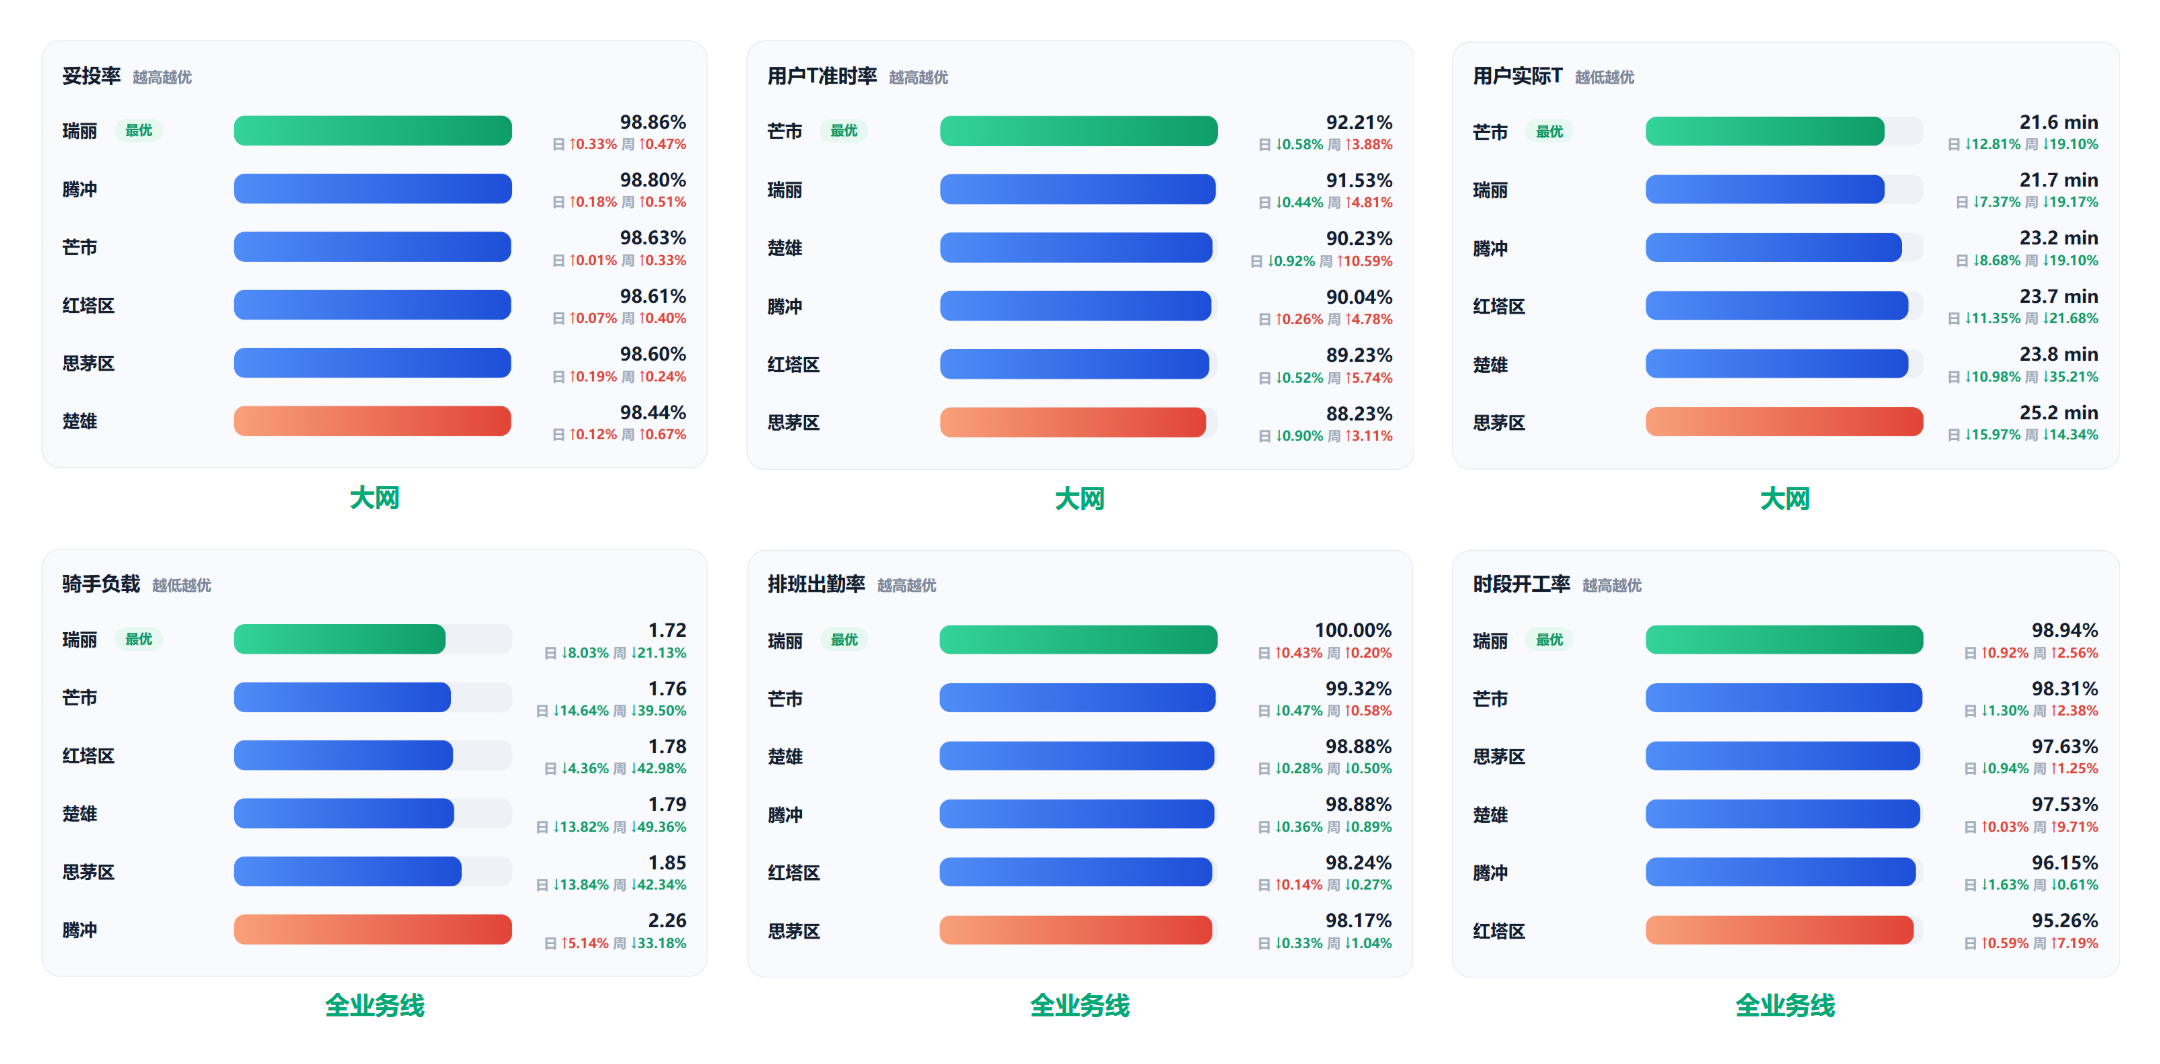 妥投率 越高越优
瑞丽 最优 98.86%
日 ↑0.33% 周 ↑0.47%
腾冲 98.80%
日 ↑0.18% 周 ↑0.51%
芒市 98.63%
日 ↑0.01% 周 ↑0.33%
红塔区 98.61%
日 ↑0.07% 周 ↑0.40%
思茅区 98.60%
日 ↑0.19% 周 ↑0.24%
楚雄 98.44%
日 ↑0.12% 周 ↑0.67%
大网
用户T准时率 越高越优
芒市 最优 92.21%
日 ↓0.58% 周 ↑3.88%
瑞丽 91.53%
日 ↓0.44% 周 ↑4.81%
楚雄 90.23%
日 ↓0.92% 周 ↑10.59%
腾冲 90.04%
日 ↑0.26% 周 ↑4.78%
红塔区 89.23%
日 ↓0.52% 周 ↑5.74%
思茅区 88.23%
日 ↓0.90% 周 ↑3.11%
大网
用户实际T 越低越优
芒市 最优 21.6 min
日 ↓12.81% 周 ↓19.10%
瑞丽 21.7 min
日 ↓7.37% 周 ↓19.17%
腾冲 23.2 min
日 ↓8.68% 周 ↓19.10%
红塔区 23.7 min
日 ↓11.35% 周 ↓21.68%
楚雄 23.8 min
日 ↓10.98% 周 ↓35.21%
思茅区 25.2 min
日 ↓15.97% 周 ↓14.34%
大网
骑手负载 越低越优
瑞丽 最优 1.72
日 ↓8.03% 周 ↓21.13%
芒市 1.76
日 ↓14.64% 周 ↓39.50%
红塔区 1.78
日 ↓4.36% 周 ↓42.98%
楚雄 1.79
日 ↓13.82% 周 ↓49.36%
思茅区 1.85
日 ↓13.84% 周 ↓42.34%
腾冲 2.26
日 ↑5.14% 周 ↓33.18%
全业务线
排班出勤率 越高越优
瑞丽 最优 100.00%
日 ↑0.43% 周 ↑0.20%
芒市 99.32%
日 ↓0.47% 周 ↑0.58%
楚雄 98.88%
日 ↓0.28% 周 ↓0.50%
腾冲 98.88%
日 ↓0.36% 周 ↓0.89%
红塔区 98.24%
日 ↑0.14% 周 ↓0.27%
思茅区 98.17%
日 ↓0.33% 周 ↓1.04%
全业务线
时段开工率 越高越优
瑞丽 最优 98.94%
日 ↑0.92% 周 ↑2.56%
芒市 98.31%
日 ↓1.30% 周 ↑2.38%
思茅区 97.63%
日 ↓0.94% 周 ↑1.25%
楚雄 97.53%
日 ↑0.03% 周 ↑9.71%
腾冲 96.15%
日 ↓1.63% 周 ↓0.61%
红塔区 95.26%
日 ↑0.59% 周 ↑7.19%
全业务线